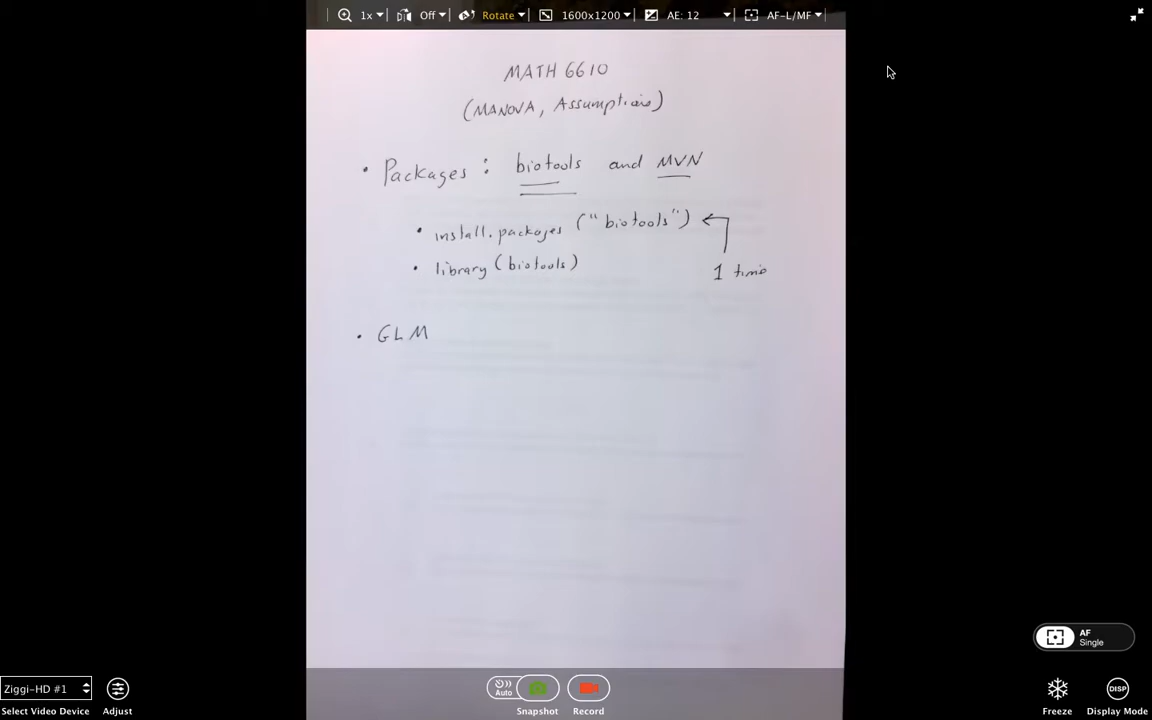 1x Off Rotate 1600x1200 AE: 12 AF-L/MF
MATH 6610
(MANOVA, Assumptions)
• Packages : biotools and MVN
• install.packages ("biotools")
• library (biotools)
1 time
• GLM
AF
Single
Ziggi-HD #1
Select Video Device
Adjust
Auto
Snapshot
Record
Freeze
DISP
Display Mode